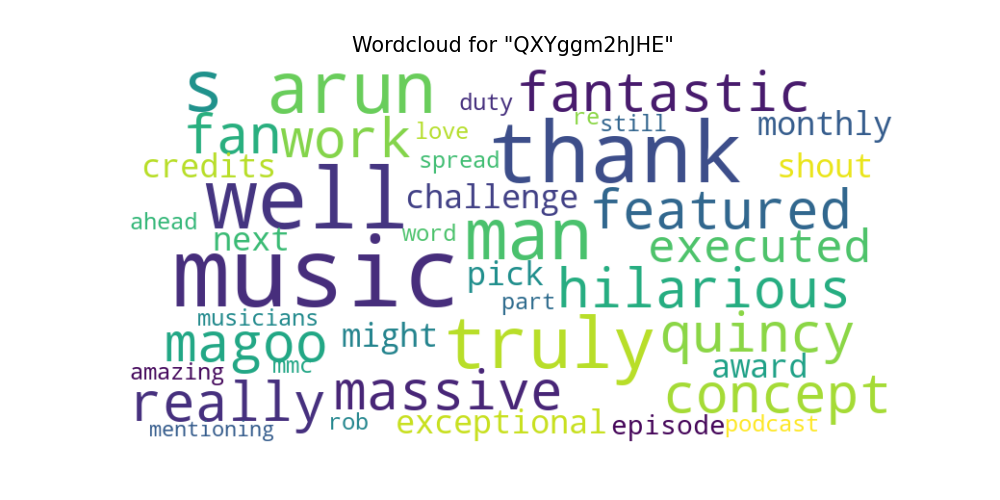 Wordcloud for "QXYggm2hJHE"
s arun duty fantastic
fan work love re still monthly
credits spread thank shout
well challenge featured
ahead next word man executed
music pick part hilarious
musicians magoo mmc might truly quincy
amazing award
really massive concept
mentioning rob exceptional episode podcast